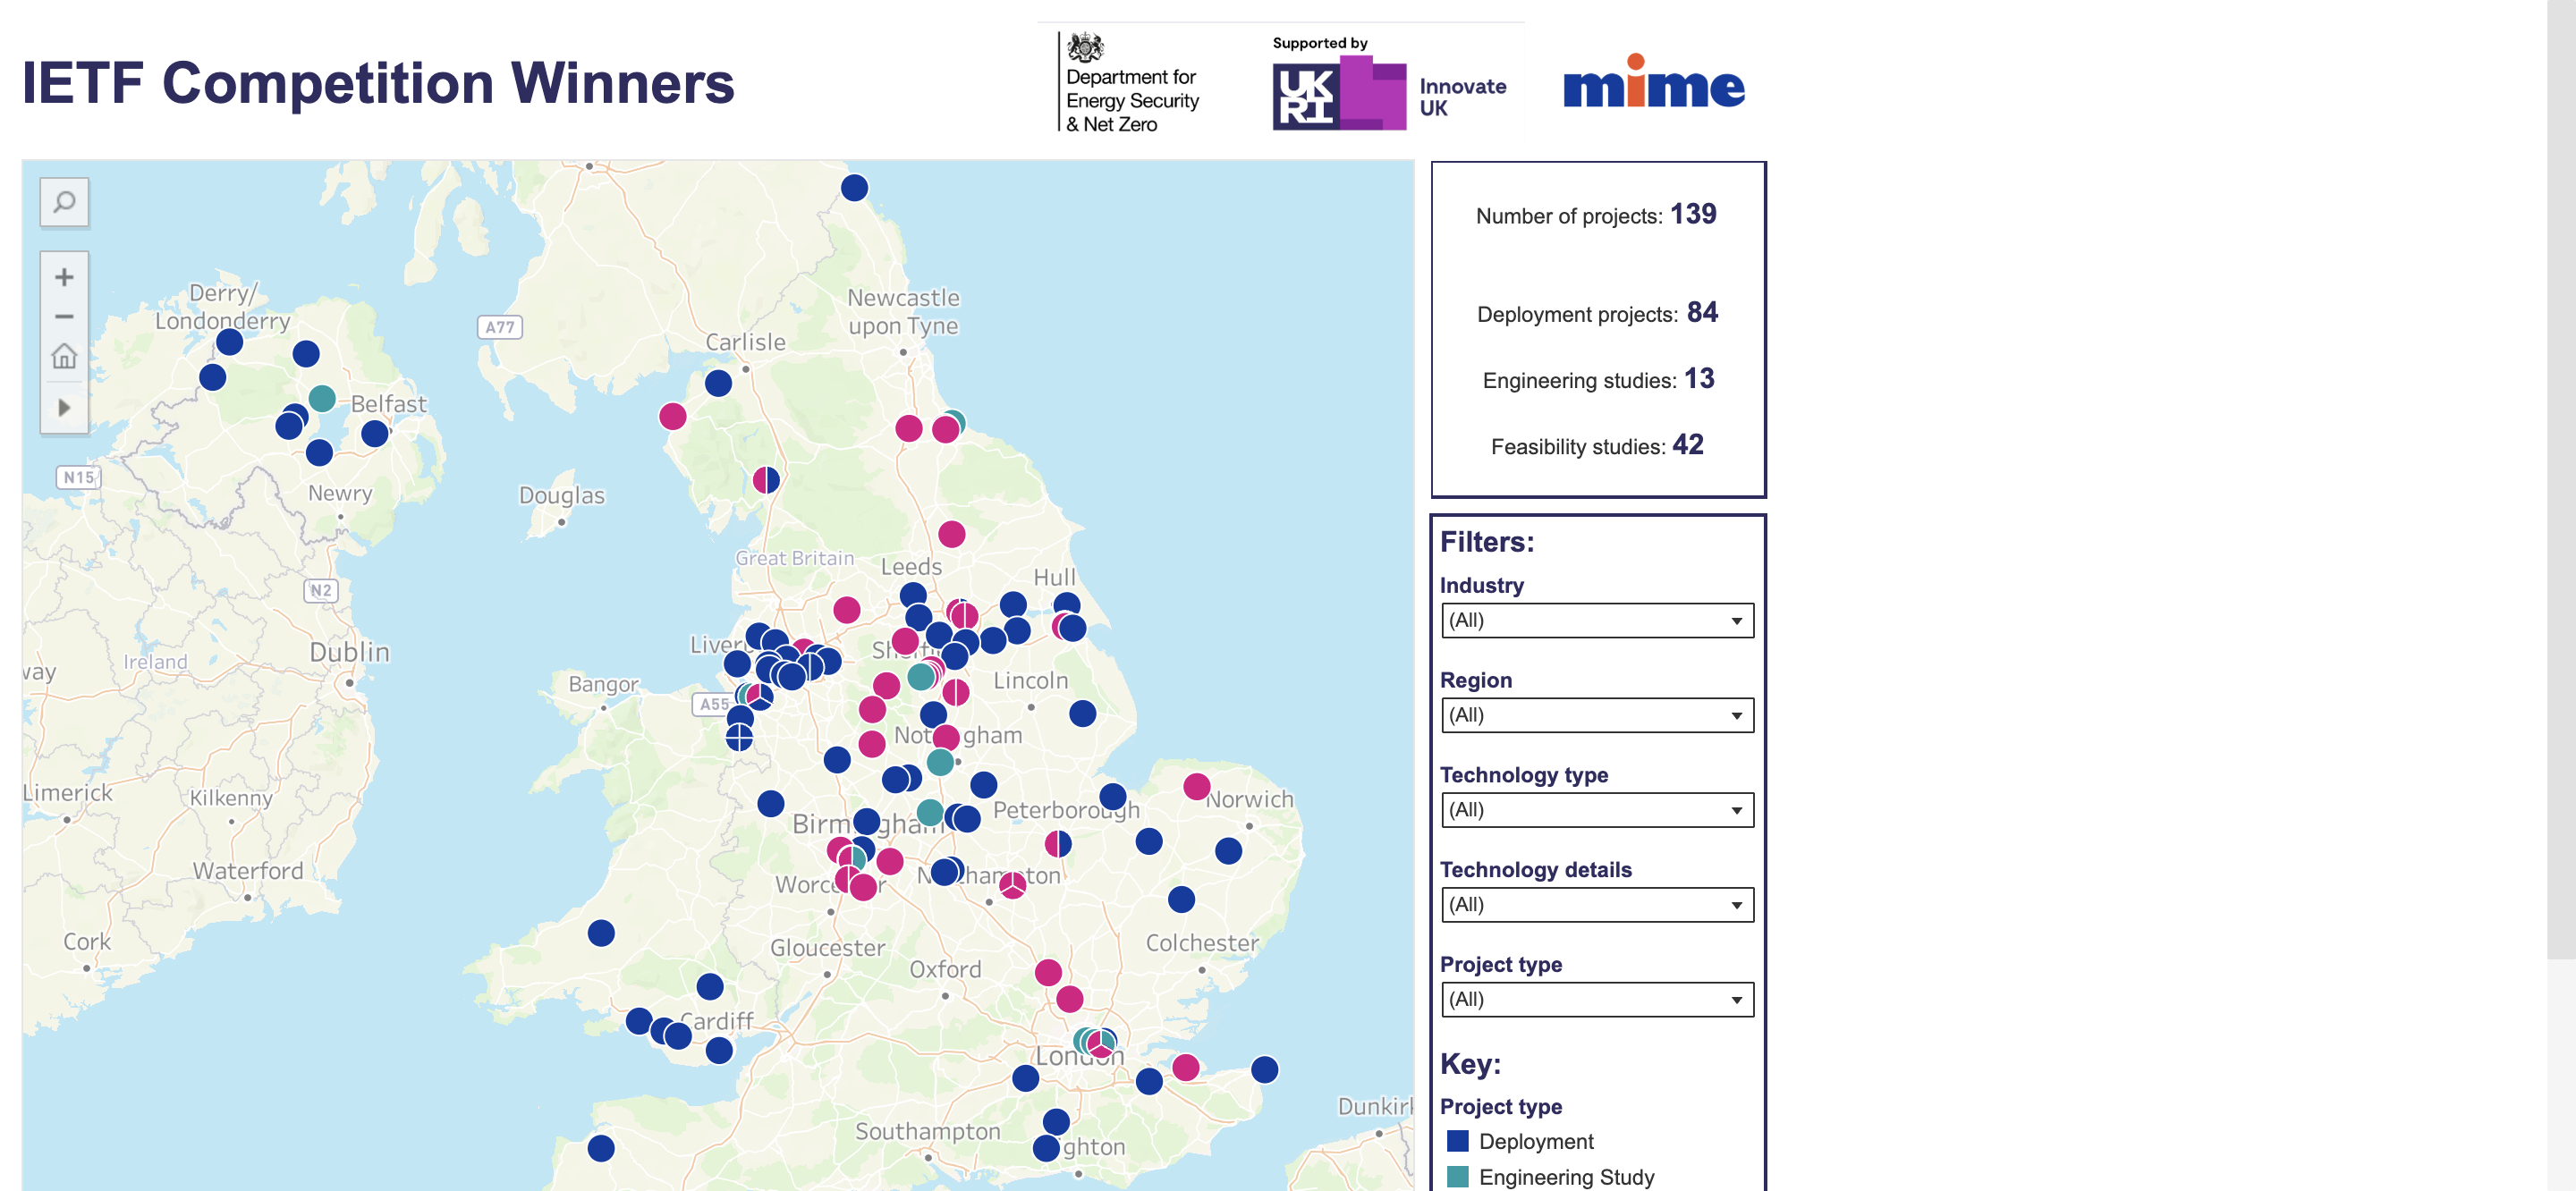 IETF Competition Winners
Department for
Energy Security
& Net Zero
Supported by
UK
RI
Innovate
UK
mime
Number of projects: 139
Deployment projects: 84
Engineering studies: 13
Feasibility studies: 42
Filters:
Industry
(All)
Region
(All)
Technology type
(All)
Technology details
(All)
Project type
(All)
Key:
Project type
Deployment
Engineering Study
Derry/
Londonderry
A77
Newcastle
upon Tyne
Carlisle
Belfast
N15
Newry
Douglas
Great Britain
Leeds
Hull
N2
Dublin
Ireland
way
Liver
Sh
Bangor
A55
Lincoln
Not gham
Limerick
Kilkenny
Peterborough
Norwich
Birm gham
Waterford
Worce r
N hampton
Cork
Gloucester
Colchester
Oxford
Cardiff
London
Dunkir
Southampton
ghton